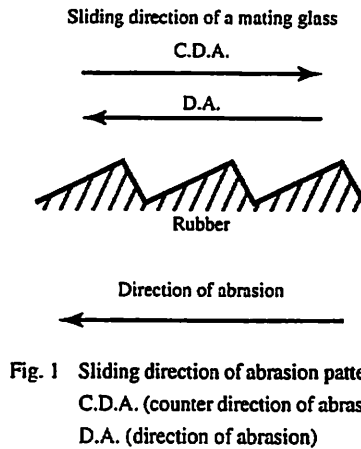 Sliding direction of a mating glass
C.D.A.
D.A.
Rubber
Direction of abrasion
Fig. 1 Sliding direction of abrasion patte
C.D.A. (counter direction of abras
D.A. (direction of abrasion)